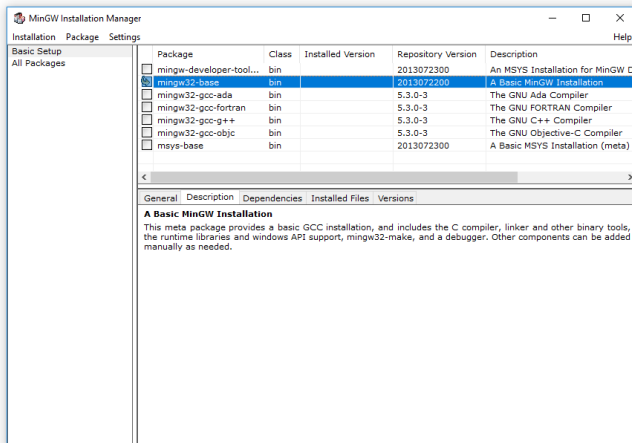 MinGW Installation Manager
Installation Package Settings Help
Basic Setup
All Packages
Package Class Installed Version Repository Version Description
mingw-developer-tool... bin 2013072300 An MSYS Installation for MinGW D
mingw32-base bin 2013072200 A Basic MinGW Installation
mingw32-gcc-ada bin 5.3.0-3 The GNU Ada Compiler
mingw32-gcc-fortran bin 5.3.0-3 The GNU FORTRAN Compiler
mingw32-gcc-g++ bin 5.3.0-3 The GNU C++ Compiler
mingw32-gcc-objc bin 5.3.0-3 The GNU Objective-C Compiler
msys-base bin 2013072300 A Basic MSYS Installation (meta)
General Description Dependencies Installed Files Versions
A Basic MinGW Installation
This meta package provides a basic GCC installation, and includes the C compiler, linker and other binary tools,
the runtime libraries and windows API support, mingw32-make, and a debugger. Other components can be added
manually as needed.